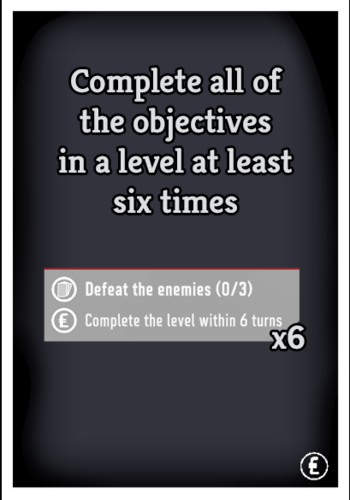 Complete all of
the objectives
in a level at least
six times
Defeat the enemies (0/3)
£ Complete the level within 6 turns
x6
£